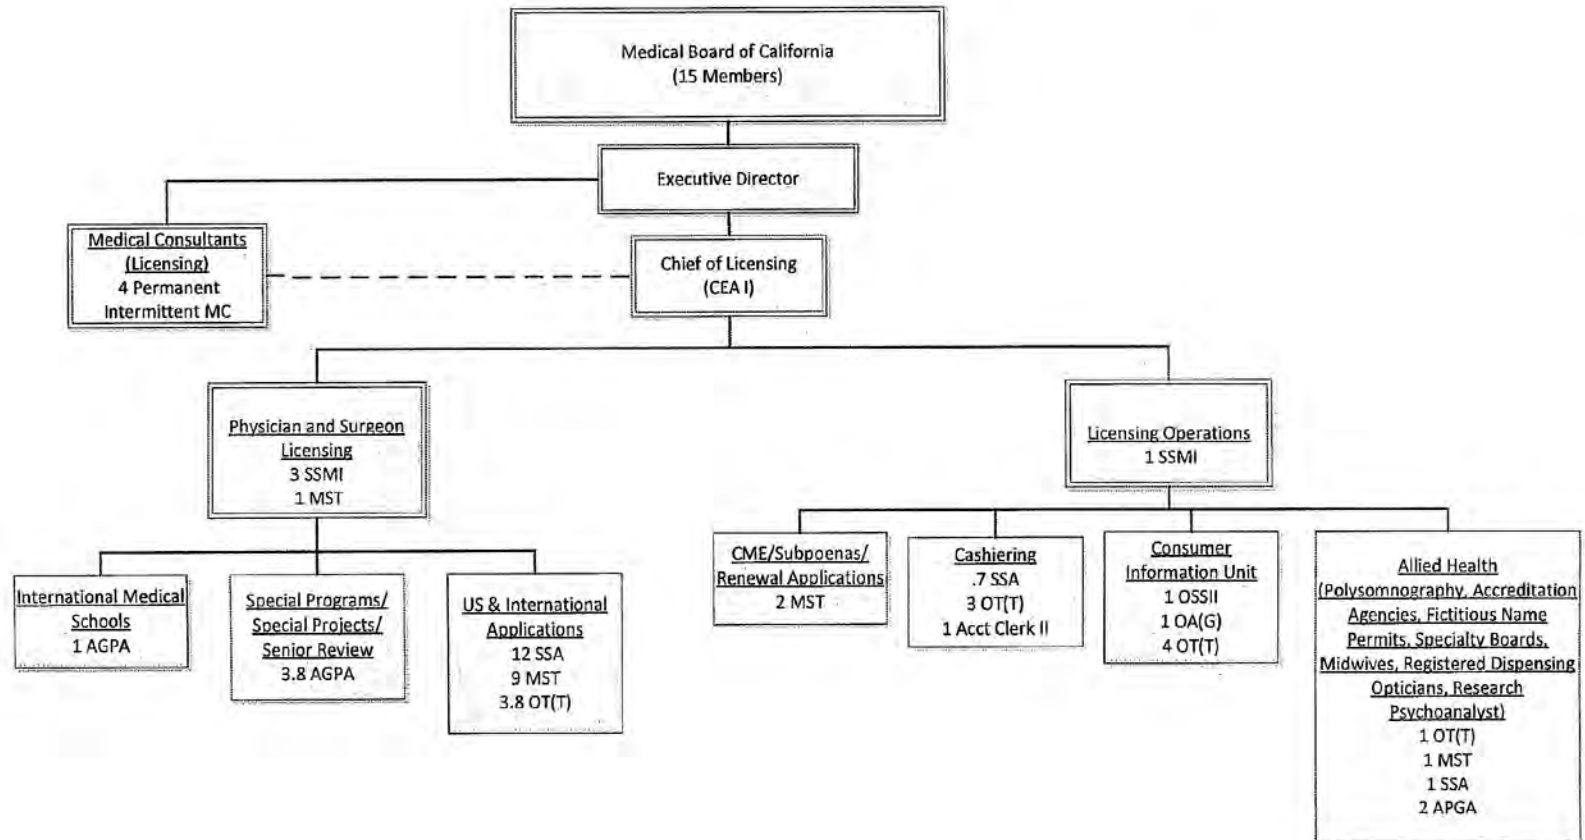 Medical Board of California
(15 Members)
Executive Director
Medical Consultants
(Licensing)
4 Permanent
Intermittent MC
Chief of Licensing
(CEA I)
Physician and Surgeon
Licensing
3 SSMI
1 MST
Licensing Operations
1 SSMI
International Medical
Schools
1 AGPA
Special Programs/
Special Projects/
Senior Review
3.8 AGPA
US & International
Applications
12 SSA
9 MST
3.8 OT(T)
CME/Subpoenas/
Renewal Applications
2 MST
Cashiering
.7 SSA
3 OT(T)
1 Acct Clerk II
Consumer
Information Unit
1 OSSII
1 OA(G)
4 OT(T)
Allied Health
(Polysomnography, Accreditation
Agencies, Fictitious Name
Permits, Specialty Boards,
Midwives, Registered Dispensing
Opticians, Research
Psychoanalyst)
1 OT(T)
1 MST
1 SSA
2 APGA